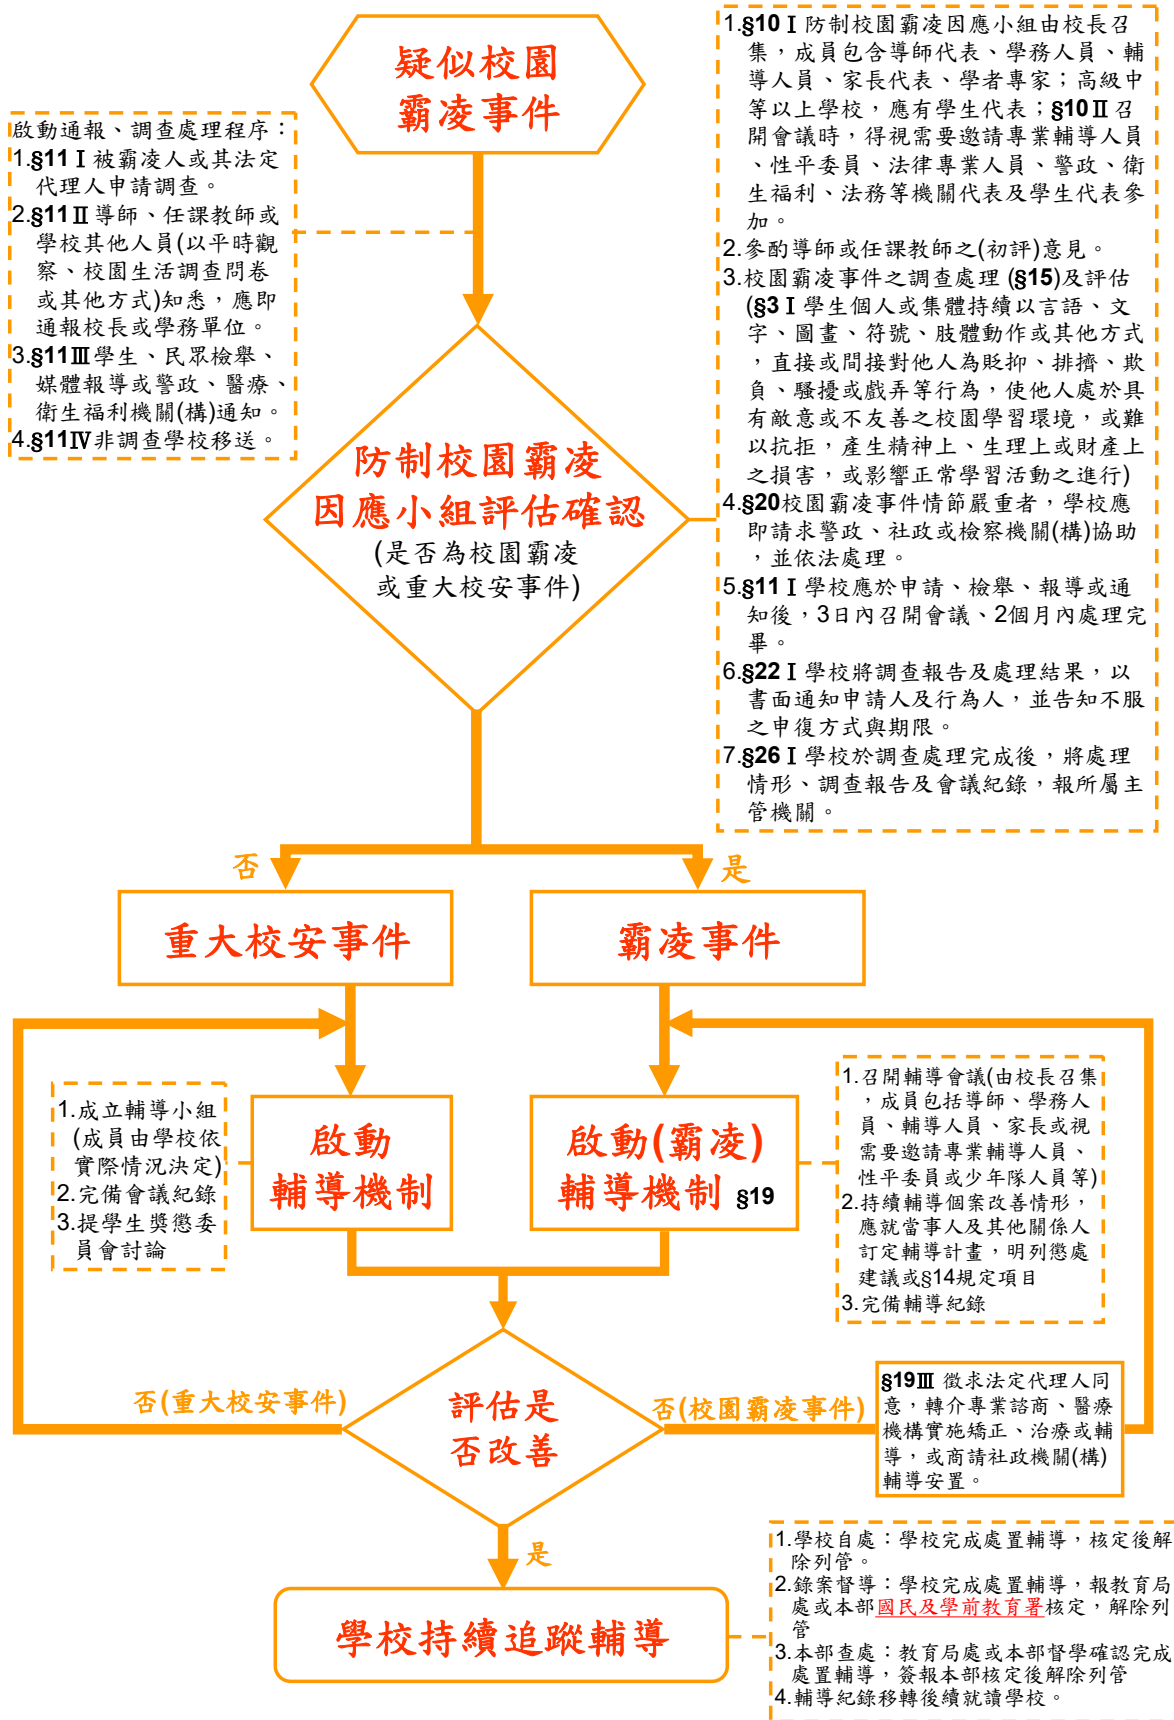 疑似校園
霸凌事件
啟動通報、調查處理程序：
1.§11Ⅰ被霸凌人或其法定
代理人申請調查。
2.§11Ⅱ導師、任課教師或
學校其他人員(以平時觀
察、校園生活調查問卷
或其他方式)知悉，應即
通報校長或學務單位。
3.§11Ⅲ學生、民眾檢舉、
媒體報導或警政、醫療、
衛生福利機關(構)通知。
4.§11Ⅳ非調查學校移送。
1.§10Ⅰ防制校園霸凌因應小組由校長召
集，成員包含導師代表、學務人員、輔
導人員、家長代表、學者專家；高級中
等以上學校，應有學生代表；§10Ⅱ召
開會議時，得視需要邀請專業輔導人員
、性平委員、法律專業人員、警政、衛
生福利、法務等機關代表及學生代表參
加。
2.參酌導師或任課教師之(初評)意見。
3.校園霸凌事件之調查處理 (§15)及評估
(§3Ⅰ學生個人或集體持續以言語、文
字、圖畫、符號、肢體動作或其他方式
，直接或間接對他人為貶抑、排擠、欺
負、騷擾或戲弄等行為，使他人處於具
有敵意或不友善之校園學習環境，或難
以抗拒，產生精神上、生理上或財產上
之損害，或影響正常學習活動之進行)
4.§20校園霸凌事件情節嚴重者，學校應
即請求警政、社政或檢察機關(構)協助
，並依法處理。
5.§11Ⅰ學校應於申請、檢舉、報導或通
知後，3日內召開會議、2個月內處理完
畢。
6.§22Ⅰ學校將調查報告及處理結果，以
書面通知申請人及行為人，並告知不服
之申復方式與期限。
7.§26Ⅰ學校於調查處理完成後，將處理
情形、調查報告及會議紀錄，報所屬主
管機關。
防制校園霸凌
因應小組評估確認
(是否為校園霸凌
或重大校安事件)
否
是
重大校安事件
霸凌事件
1.成立輔導小組
(成員由學校依
實際情況決定)
2.完備會議紀錄
3.提學生獎懲委
員會討論
啟動
輔導機制
啟動(霸凌)
輔導機制 §19
1.召開輔導會議(由校長召集
，成員包括導師、學務人
員、輔導人員、家長或視
需要邀請專業輔導人員、
性平委員或少年隊人員等)
2.持續輔導個案改善情形，
應就當事人及其他關係人
訂定輔導計畫，明列懲處
建議或§14規定項目
3.完備輔導紀錄
否(重大校安事件)
評估是
否改善
否(校園霸凌事件)
§19Ⅲ 徵求法定代理人同
意，轉介專業諮商、醫療
機構實施矯正、治療或輔
導，或商請社政機關(構)
輔導安置。
是
學校持續追蹤輔導
1.學校自處：學校完成處置輔導，核定後解
除列管。
2.錄案督導：學校完成處置輔導，報教育局
處或本部國民及學前教育署核定，解除列
管
3.本部查處：教育局處或本部督學確認完成
處置輔導，簽報本部核定後解除列管
4.輔導紀錄移轉後續就讀學校。